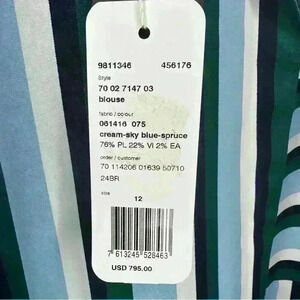 9811346 456176
Style
70 02 7147 03
blouse
fabric / colour
061416 075
cream-sky blue-spruce
76% PL 22% VI 2% EA
order / customer
70 114206 01639 50710
24BR
size
12
7 613245 528463
USD 795.00